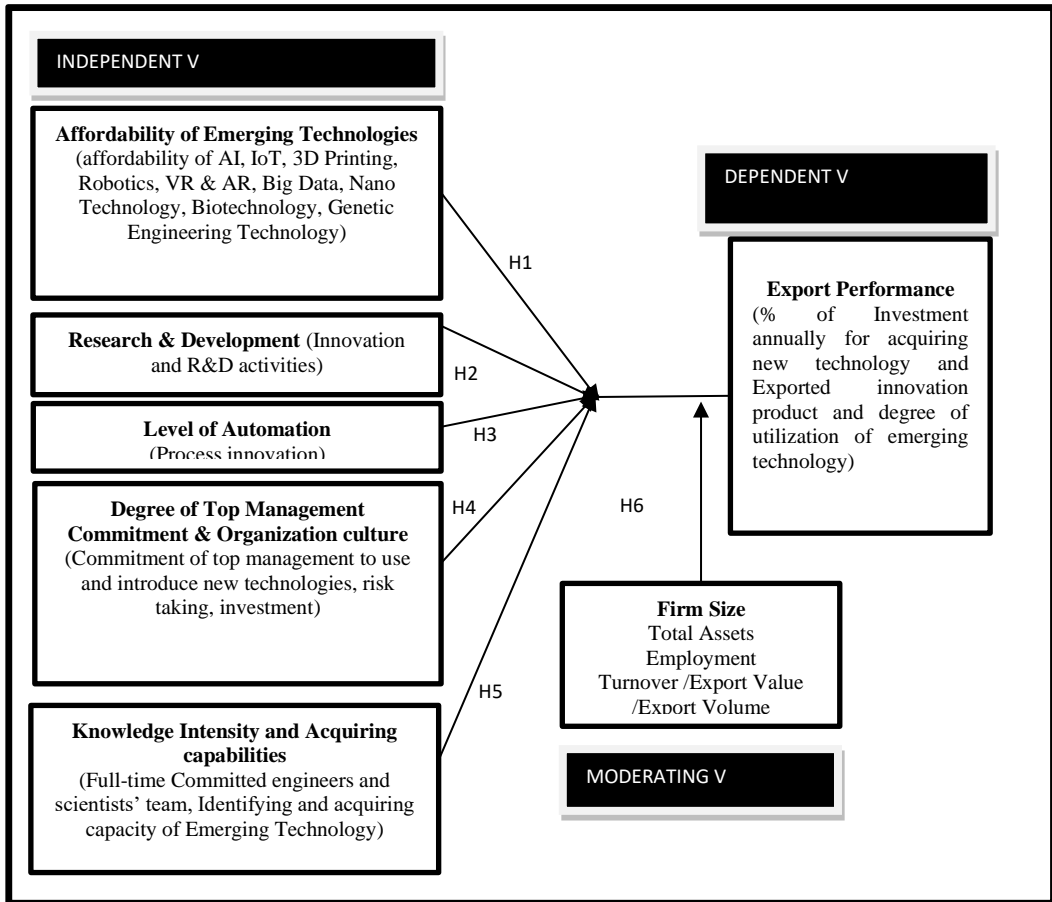 INDEPENDENT V
Affordability of Emerging Technologies
(affordability of AI, IoT, 3D Printing,
Robotics, VR & AR, Big Data, Nano
Technology, Biotechnology, Genetic
Engineering Technology)
H1
Research & Development (Innovation
and R&D activities)
H2
Level of Automation
(Process innovation)
H3
Degree of Top Management
Commitment & Organization culture
(Commitment of top management to use
and introduce new technologies, risk
taking, investment)
H4
Knowledge Intensity and Acquiring
capabilities
(Full-time Committed engineers and
scientists’ team, Identifying and acquiring
capacity of Emerging Technology)
H5
DEPENDENT V
Export Performance
(% of Investment
annually for acquiring
new technology and
Exported innovation
product and degree of
utilization of emerging
technology)
H6
Firm Size
Total Assets
Employment
Turnover /Export Value
/Export Volume
MODERATING V